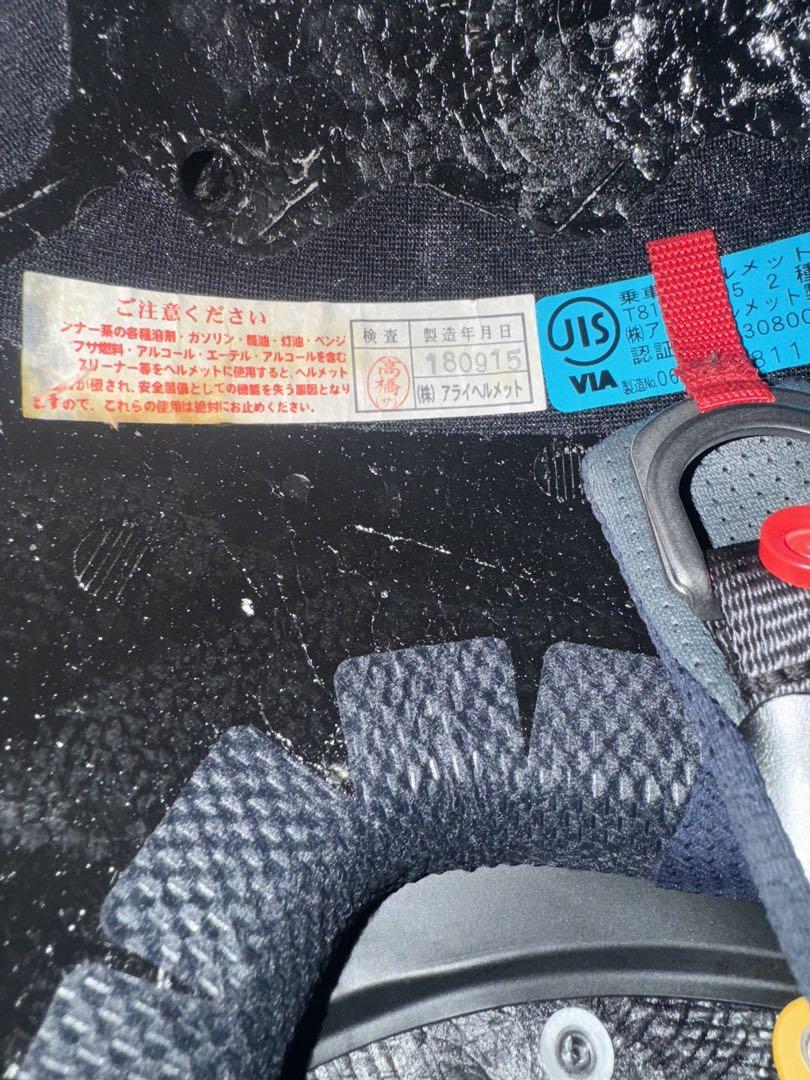 ご注意ください
ンナー系の各種溶剤・ガソリン・軽油・灯油・ベンジ
フサ燃料・アルコール・エーテル・アルコールを含む
クリーナー等をヘルメットに使用すると、ヘルメット
が侵され、安全装備としての機能を失う原因となり
ますので、これらの使用は絶対にお止めください。
検査 製造年月日
180915
高橋
(サ)
(株)アライヘルメット
JIS
VIA
乗車 ルメット
T81 5 2種
(株)ア ルメット
認証 30800
製造No.06 811